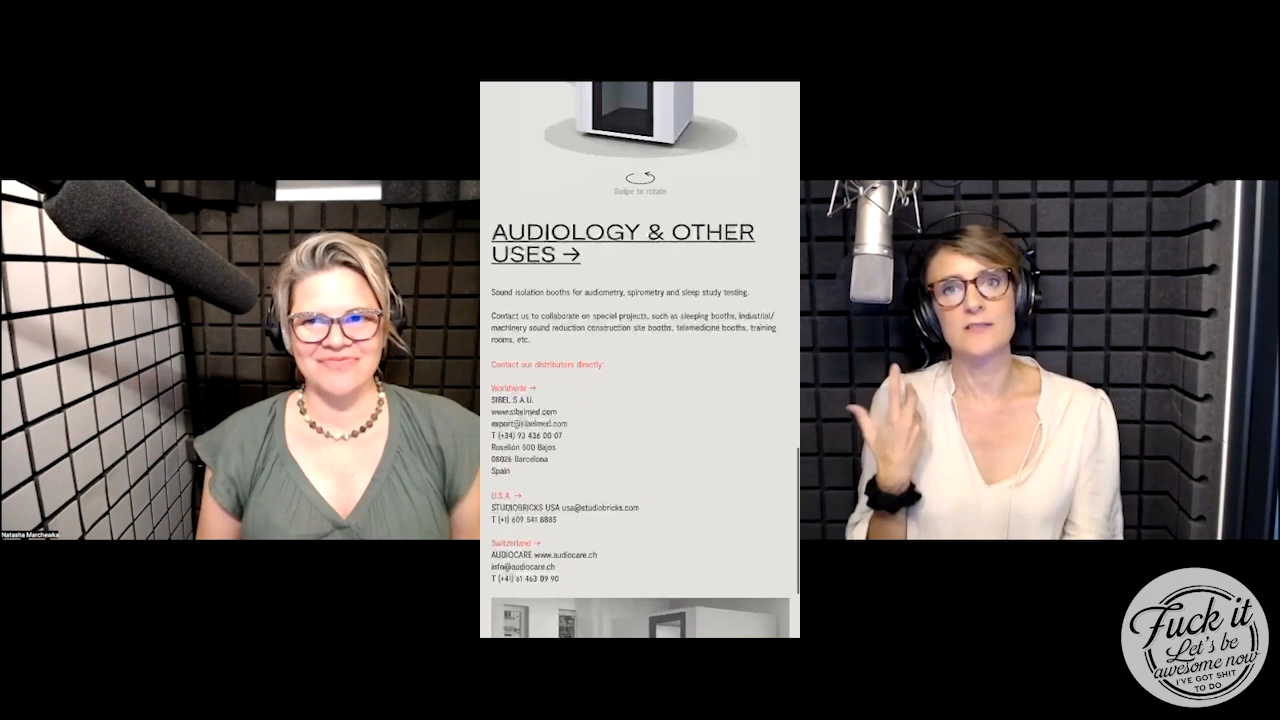 Swipe to rotate
AUDIOLOGY & OTHER
USES →
Sound isolation booths for audiometry, spirometry and sleep study testing.
Contact us to collaborate on special projects, such as sleeping booths, industrial/
machinery sound reduction construction site booths, telemedicine booths, training
rooms, etc.
Contact our distributors directly:
Worldwide →
SIBEL S.A.U.
www.sibelmed.com
export@sibelmed.com
T (+34) 93 436 00 07
Rosellón 500 Bajos
08026 Barcelona
Spain
U.S.A. →
STUDIOBRICKS USA usa@studiobricks.com
T (+1) 609 541 8885
Switzerland →
AUDIOCARE www.audiocare.ch
info@audiocare.ch
T (+41) 61 463 09 90
Natasha Marchewka
Fuck it
Let's be
awesome now
I'VE GOT SHIT
TO DO